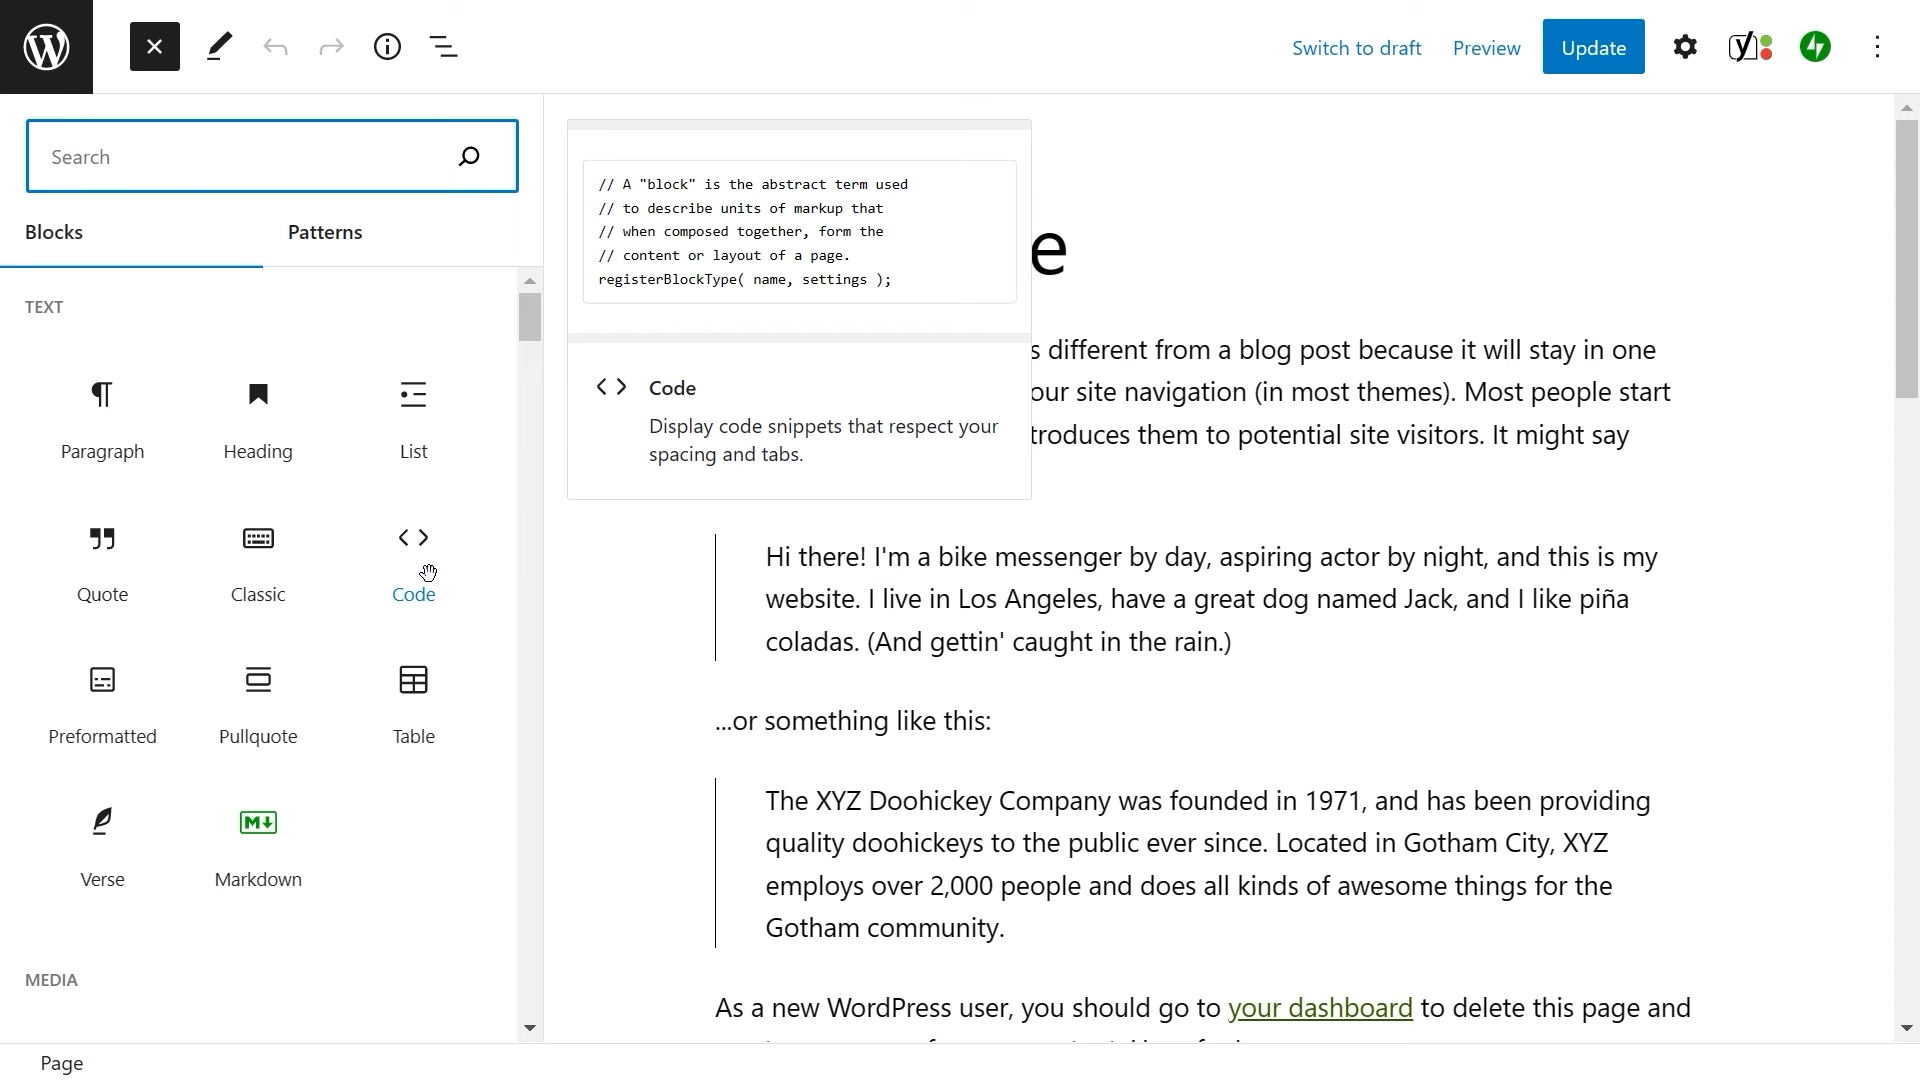 Switch to draft
Preview
Update
Search
Blocks
Patterns
TEXT
Paragraph
Heading
List
Quote
Classic
Code
Preformatted
Pullquote
Table
Verse
M
Markdown
MEDIA
// A "block" is the abstract term used
// to describe units of markup that
// when composed together, form the
// content or layout of a page.
registerBlockType( name, settings );
Code
Display code snippets that respect your
spacing and tabs.
e
s different from a blog post because it will stay in one
our site navigation (in most themes). Most people start
troduces them to potential site visitors. It might say
Hi there! I'm a bike messenger by day, aspiring actor by night, and this is my
website. I live in Los Angeles, have a great dog named Jack, and I like piña
coladas. (And gettin' caught in the rain.)
...or something like this:
The XYZ Doohickey Company was founded in 1971, and has been providing
quality doohickeys to the public ever since. Located in Gotham City, XYZ
employs over 2,000 people and does all kinds of awesome things for the
Gotham community.
As a new WordPress user, you should go to your dashboard to delete this page and
Page